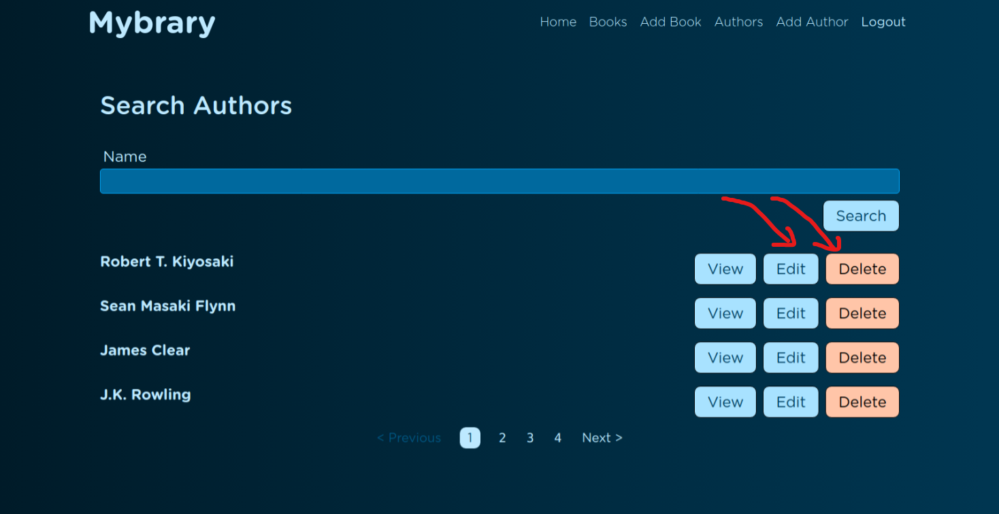 Mybrary
Home Books Add Book Authors Add Author Logout
Search Authors
Name
Search
Robert T. Kiyosaki View Edit Delete
Sean Masaki Flynn View Edit Delete
James Clear View Edit Delete
J.K. Rowling View Edit Delete
< Previous 1 2 3 4 Next >